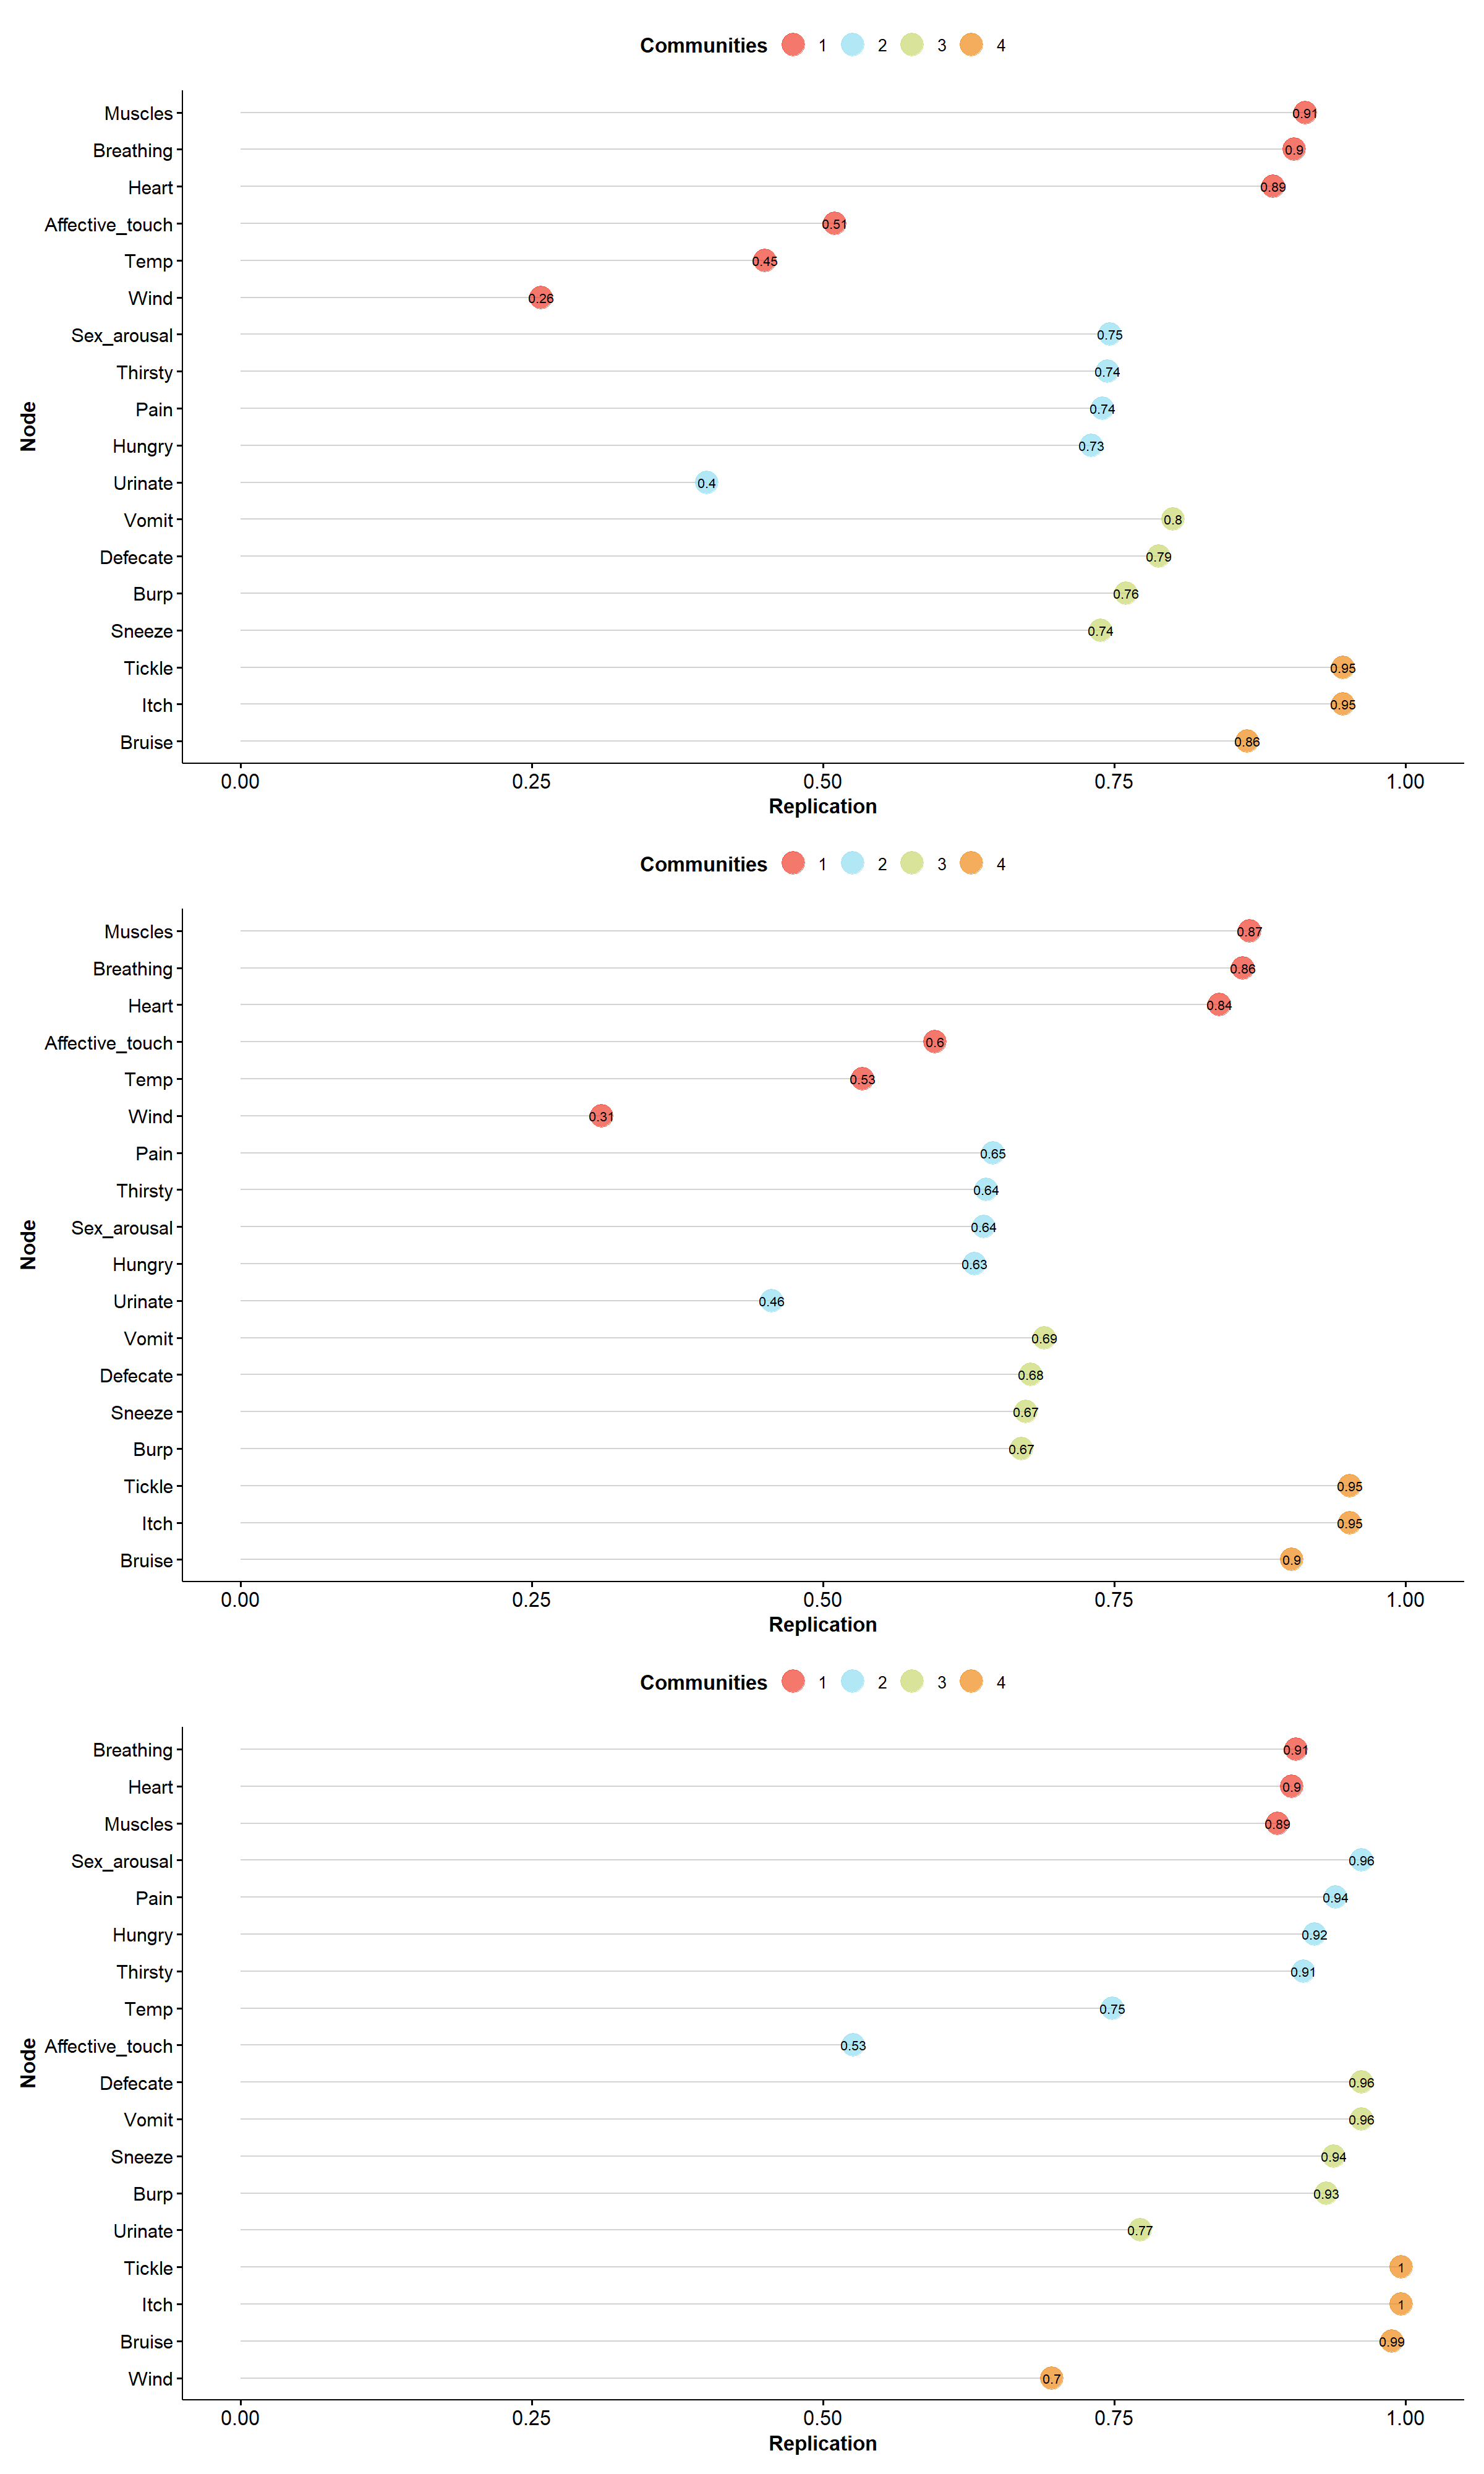 Communities 1 2 3 4
Muscles 0.91
Breathing 0.9
Heart 0.89
Affective_touch 0.51
Temp 0.45
Wind 0.26
Sex_arousal 0.75
Thirsty 0.74
Pain 0.74
Hungry 0.73
Urinate 0.4
Vomit 0.8
Defecate 0.79
Burp 0.76
Sneeze 0.74
Tickle 0.95
Itch 0.95
Bruise 0.86
Node
0.00 0.25 0.50 0.75 1.00
Replication
Communities 1 2 3 4
Muscles 0.87
Breathing 0.86
Heart 0.84
Affective_touch 0.6
Temp 0.53
Wind 0.31
Pain 0.65
Thirsty 0.64
Sex_arousal 0.64
Hungry 0.63
Urinate 0.46
Vomit 0.69
Defecate 0.68
Sneeze 0.67
Burp 0.67
Tickle 0.95
Itch 0.95
Bruise 0.9
Node
0.00 0.25 0.50 0.75 1.00
Replication
Communities 1 2 3 4
Breathing 0.91
Heart 0.9
Muscles 0.89
Sex_arousal 0.96
Pain 0.94
Hungry 0.92
Thirsty 0.91
Temp 0.75
Affective_touch 0.53
Defecate 0.96
Vomit 0.96
Sneeze 0.94
Burp 0.93
Urinate 0.77
Tickle 1
Itch 1
Bruise 0.99
Wind 0.7
Node
0.00 0.25 0.50 0.75 1.00
Replication